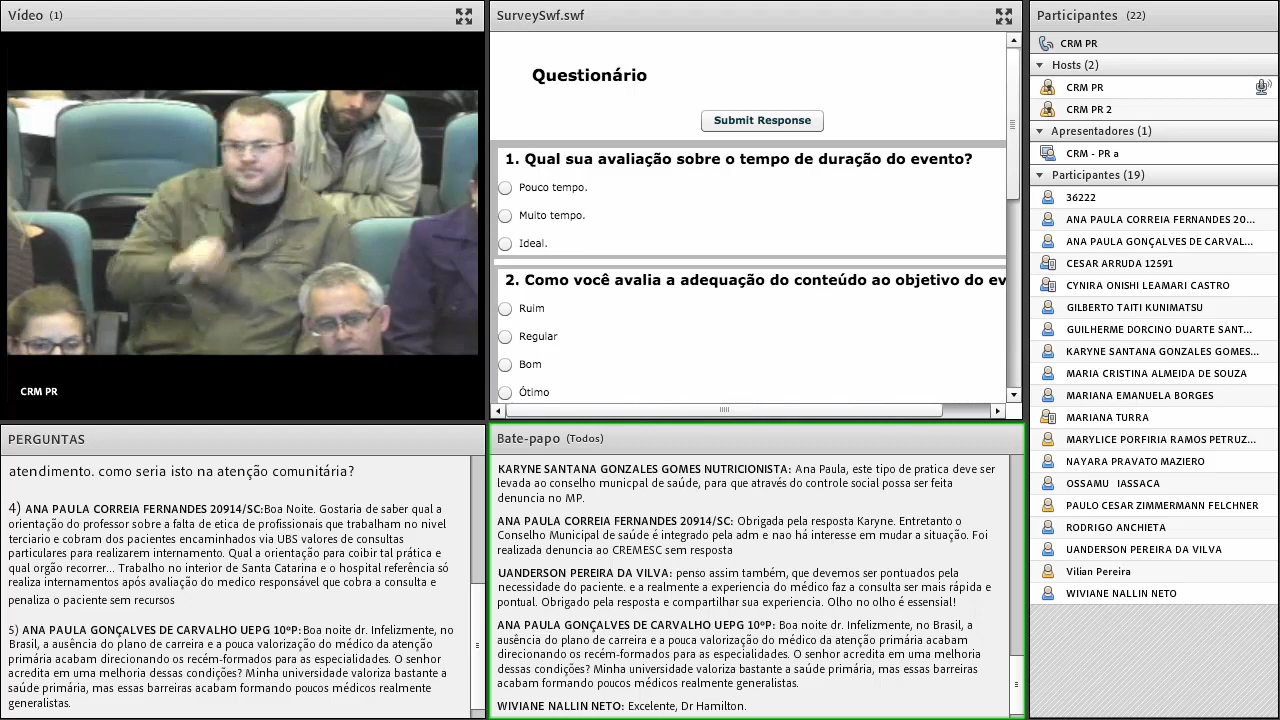 Vídeo (1)
CRM PR
SurveySwf.swf
Questionário
Submit Response
1. Qual sua avaliação sobre o tempo de duração do evento?
Pouco tempo.
Muito tempo.
Ideal.
2. Como você avalia a adequação do conteúdo ao objetivo do ev
Ruim
Regular
Bom
Ótimo
Participantes (22)
CRM PR
Hosts (2)
CRM PR
CRM PR 2
Apresentadores (1)
CRM - PR a
Participantes (19)
36222
ANA PAULA CORREIA FERNANDES 20...
ANA PAULA GONÇALVES DE CARVAL...
CESAR ARRUDA 12591
CYNIRA ONISHI LEAMARI CASTRO
GILBERTO TAITI KUNIMATSU
GUILHERME DORCINO DUARTE SANT...
KARYNE SANTANA GONZALES GOMES...
MARIA CRISTINA ALMEIDA DE SOUZA
MARIANA EMANUELA BORGES
MARIANA TURRA
MARYLICE PORFIRIA RAMOS PETRUZ...
NAYARA PRAVATO MAZIERO
OSSAMU IASSACA
PAULO CESAR ZIMMERMANN FELCHNER
RODRIGO ANCHIETA
UANDERSON PEREIRA DA VILVA
Vilian Pereira
WIVIANE NALLIN NETO
PERGUNTAS
atendimento. como seria isto na atenção comunitária?
4) ANA PAULA CORREIA FERNANDES 20914/SC:Boa Noite. Gostaria de saber qual a
orientação do professor sobre a falta de etica de profissionais que trabalham no nivel
terciario e cobram dos pacientes encaminhados via UBS valores de consultas
particulares para realizarem internamento. Qual a orientação para coibir tal prática e
qual orgão recorrer... Trabalho no interior de Santa Catarina e o hospital referência só
realiza internamentos após avaliação do medico responsável que cobra a consulta e
penaliza o paciente sem recursos
5) ANA PAULA GONÇALVES DE CARVALHO UEPG 10ºP:Boa noite dr. Infelizmente, no
Brasil, a ausência do plano de carreira e a pouca valorização do médico da atenção
primária acabam direcionando os recém-formados para as especialidades. O senhor
acredita em uma melhoria dessas condições? Minha universidade valoriza bastante a
saúde primária, mas essas barreiras acabam formando poucos médicos realmente
generalistas.
Bate-papo (Todos)
KARYNE SANTANA GONZALES GOMES NUTRICIONISTA: Ana Paula, este tipo de pratica deve ser
levada ao conselho municpal de saúde, para que através do controle social possa ser feita
denuncia no MP.
ANA PAULA CORREIA FERNANDES 20914/SC: Obrigada pela resposta Karyne. Entretanto o
Conselho Municipal de saúde é integrado pela adm e não há interesse em mudar a situação. Foi
realizada denuncia ao CREMESC sem resposta
UANDERSON PEREIRA DA VILVA: penso assim também, que devemos ser pontuados pela
necessidade do paciente. e a realmente a experiencia do médico faz a consulta ser mais rápida e
pontual. Obrigado pela resposta e compartilhar sua experiencia. Olho no olho é essensial!
ANA PAULA GONÇALVES DE CARVALHO UEPG 10ºP: Boa noite dr. Infelizmente, no Brasil, a
ausência do plano de carreira e a pouca valorização do médico da atenção primária acabam
direcionando os recém-formados para as especialidades. O senhor acredita em uma melhoria
dessas condições? Minha universidade valoriza bastante a saúde primária, mas essas barreiras
acabam formando poucos médicos realmente generalistas.
WIVIANE NALLIN NETO: Excelente, Dr Hamilton.